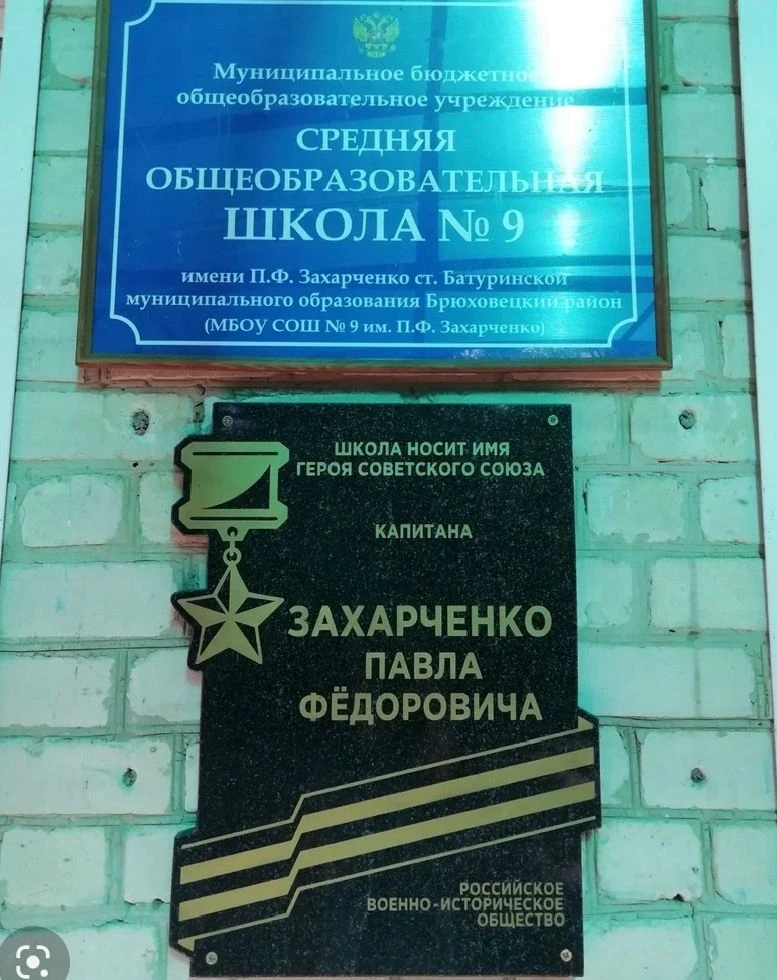 Муниципальное бюджетное
общеобразовательное учреждение
СРЕДНЯЯ
ОБЩЕОБРАЗОВАТЕЛЬНАЯ
ШКОЛА № 9
имени П.Ф. Захарченко ст. Батуринской
муниципального образования Брюховецкий район
(МБОУ СОШ № 9 им. П.Ф. Захарченко)
ШКОЛА НОСИТ ИМЯ
ГЕРОЯ СОВЕТСКОГО СОЮЗА
КАПИТАНА
ЗАХАРЧЕНКО
ПАВЛА
ФЁДОРОВИЧА
РОССИЙСКОЕ
ВОЕННО-ИСТОРИЧЕСКОЕ
ОБЩЕСТВО